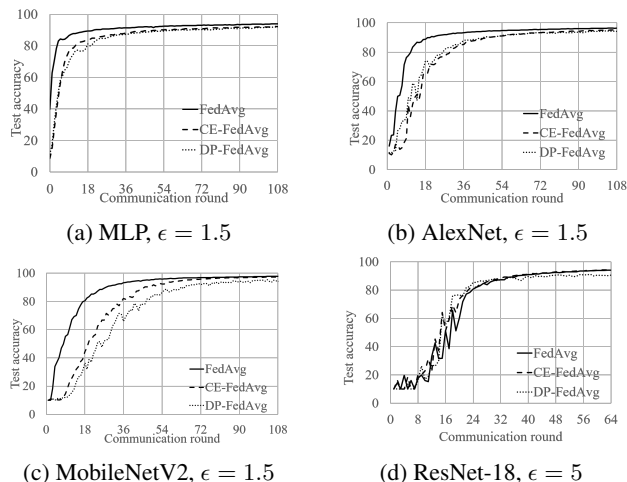 100
80
60
40
20
0
Test accuracy
FedAvg
CE-FedAvg
DP-FedAvg
0 18 36 54 72 90 108
Communication round
(a) MLP, ϵ = 1.5
100
80
60
40
20
0
Test accuracy
FedAvg
CE-FedAvg
DP-FedAvg
0 18 36 54 72 90 108
Communication round
(b) AlexNet, ϵ = 1.5
100
80
60
40
20
0
Test accuracy
FedAvg
CE-FedAvg
DP-FedAvg
0 18 36 54 72 90 108
Communication round
(c) MobileNetV2, ϵ = 1.5
100
80
60
40
20
0
Test accuracy
FedAvg
CE-FedAvg
DP-FedAvg
0 8 16 24 32 40 48 56 64
Communication round
(d) ResNet-18, ϵ = 5